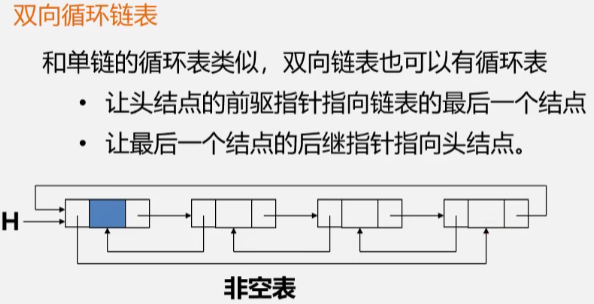 双向循环链表
和单链的循环表类似，双向链表也可以有循环表
• 让头结点的前驱指针指向链表的最后一个结点
• 让最后一个结点的后继指针指向头结点。
H
非空表